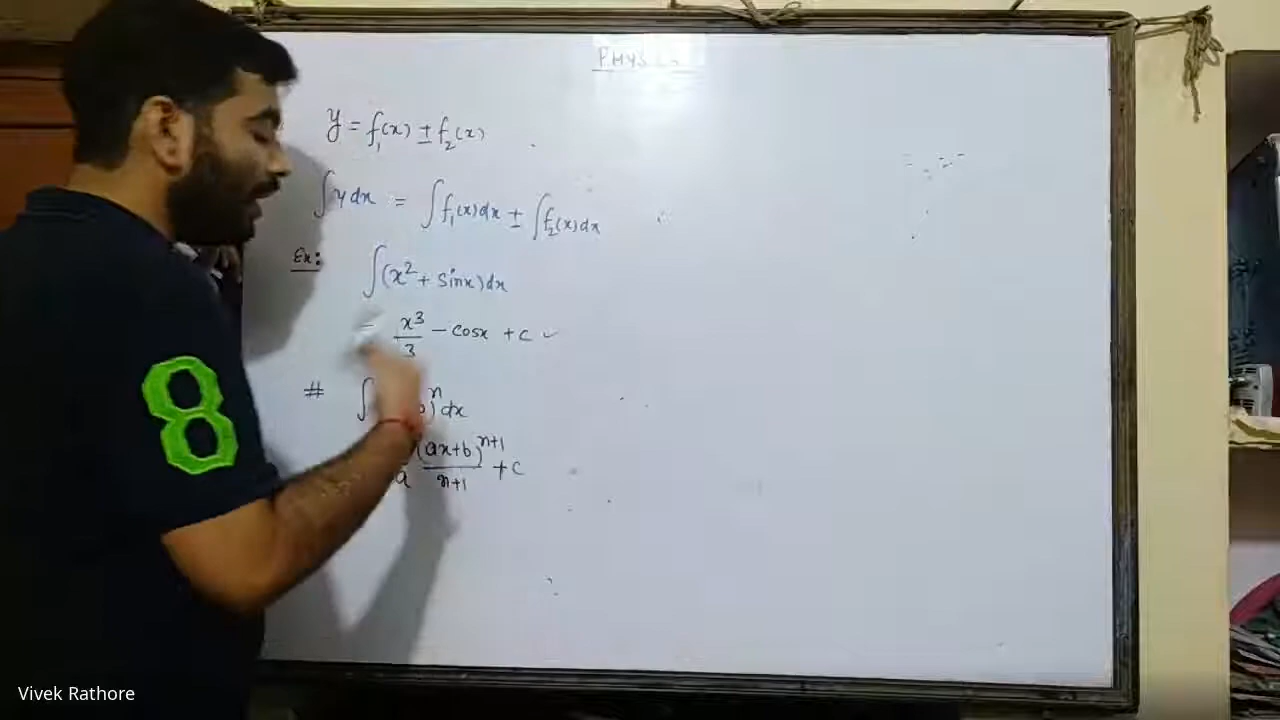 PHYSICS
y = f₁(x) ± f₂(x)
∫ y dx = ∫ f₁(x) dx ± ∫ f₂(x) dx
Ex: ∫ (x² + sinx) dx
= x³/3 - cosx + c ✓
# ∫ b)ⁿ dx
a (ax+b)ⁿ⁺¹/n+1 + c
8
Vivek Rathore